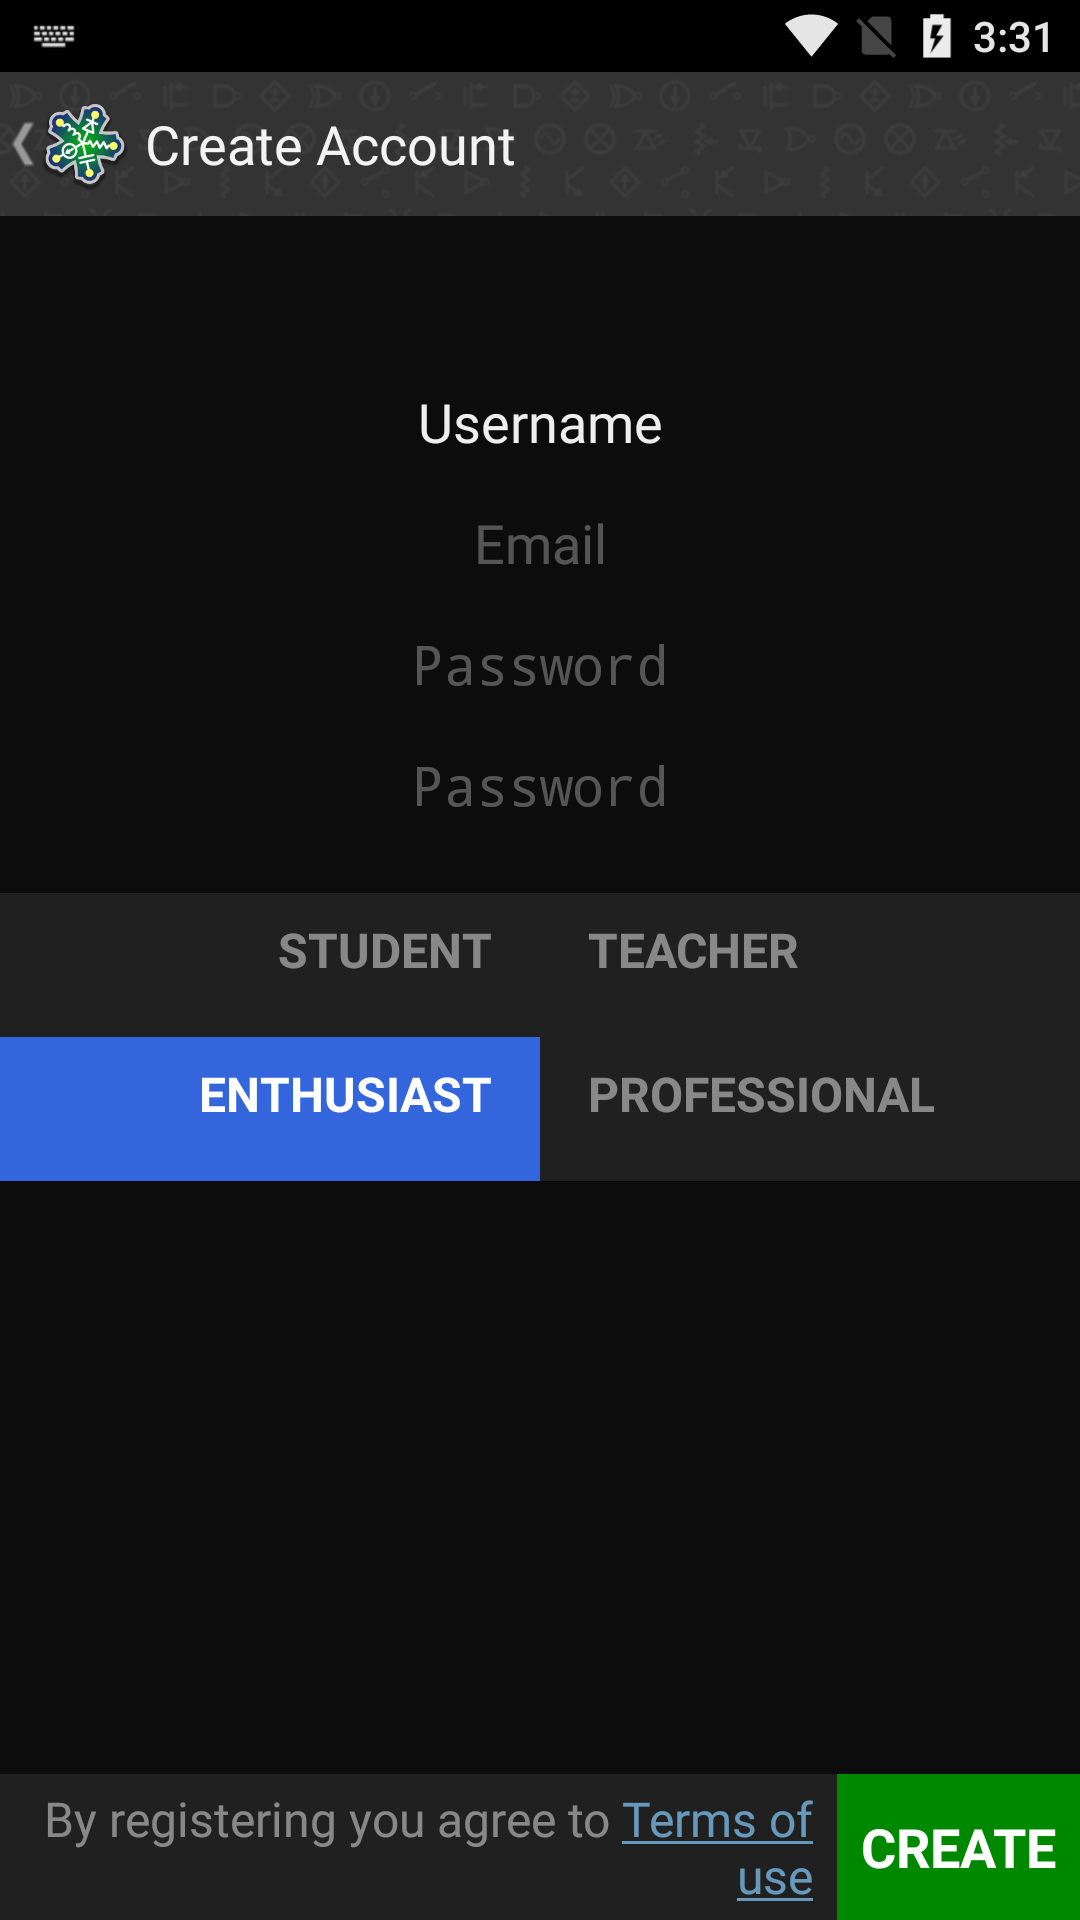 3:31
Create Account
Username
Email
Password
Password
STUDENT
TEACHER
ENTHUSIAST
PROFESSIONAL
By registering you agree to Terms of
use
CREATE